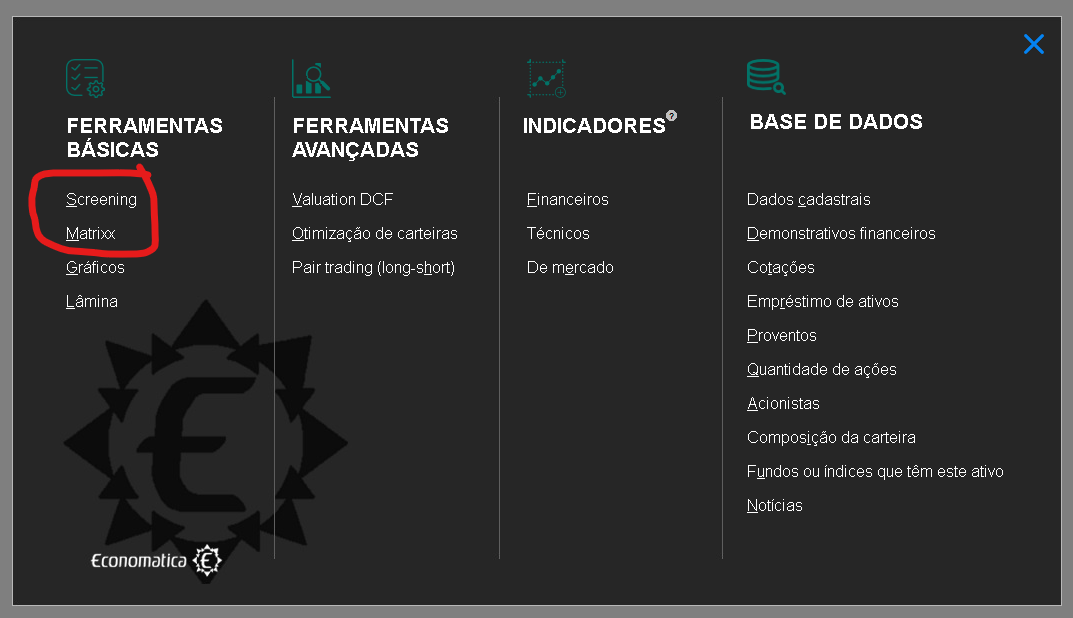 FERRAMENTAS
BÁSICAS
Screening
Matrixx
Gráficos
Lâmina
FERRAMENTAS
AVANÇADAS
Valuation DCF
Otimização de carteiras
Pair trading (long-short)
INDICADORES ?
Financeiros
Técnicos
De mercado
BASE DE DADOS
Dados cadastrais
Demonstrativos financeiros
Cotações
Empréstimo de ativos
Proventos
Quantidade de ações
Acionistas
Composição da carteira
Fundos ou índices que têm este ativo
Notícias
Economatica